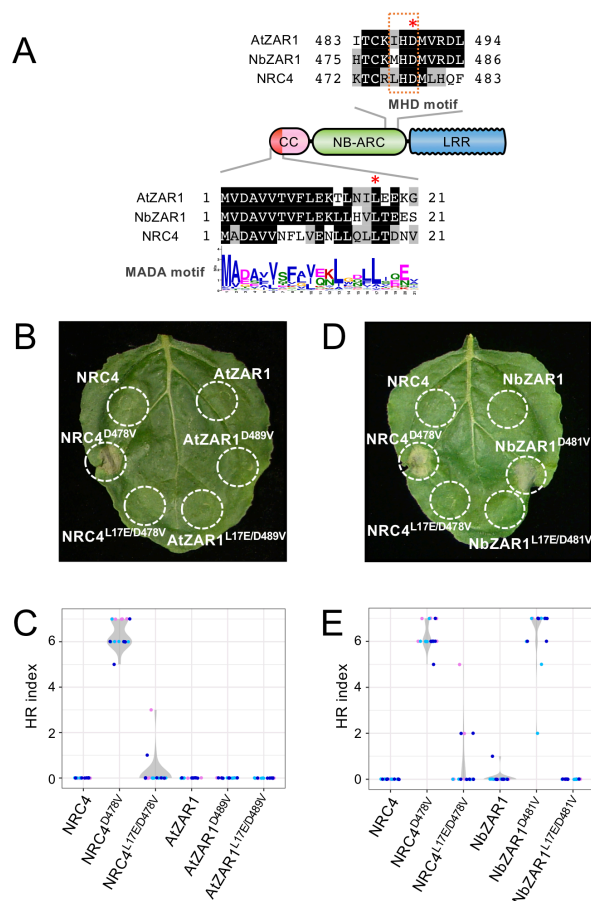 A
*
AtZAR1 483 ITCKIHDMVRDL 494
NbZAR1 475 HTCKMHDMVRDL 486
NRC4 472 KTCRLHDMLHQF 483
MHD motif
CC NB-ARC LRR
*
AtZAR1 1 MVDAVVTVFLEKTLNILEEKG 21
NbZAR1 1 MVDAVVTVFLEKLLHVLTEES 21
NRC4 1 MADAVVNFLVENLLQLLTDNV 21
MADA motif
B
NRC4 AtZAR1
NRC4D478V AtZAR1D489V
NRC4L17E/D478V AtZAR1L17E/D489V
D
NRC4 NbZAR1
NRC4D478V NbZAR1D481V
NRC4L17E/D478V NbZAR1L17E/D481V
C
HR index
6
4
2
0
NRC4
NRC4D478V
NRC4L17E/D478V
AtZAR1
AtZAR1D489V
AtZAR1L17E/D489V
E
HR index
6
4
2
0
NRC4
NRC4D478V
NRC4L17E/D478V
NbZAR1
NbZAR1D481V
NbZAR1L17E/D481V